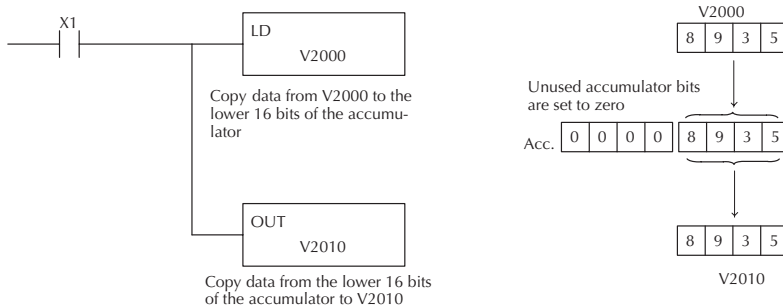 X1
LD
V2000
Copy data from V2000 to the
lower 16 bits of the accumu-
lator
OUT
V2010
Copy data from the lower 16 bits
of the accumulator to V2010
V2000
8 9 3 5
Unused accumulator bits
are set to zero
Acc. 0 0 0 0 8 9 3 5
8 9 3 5
V2010